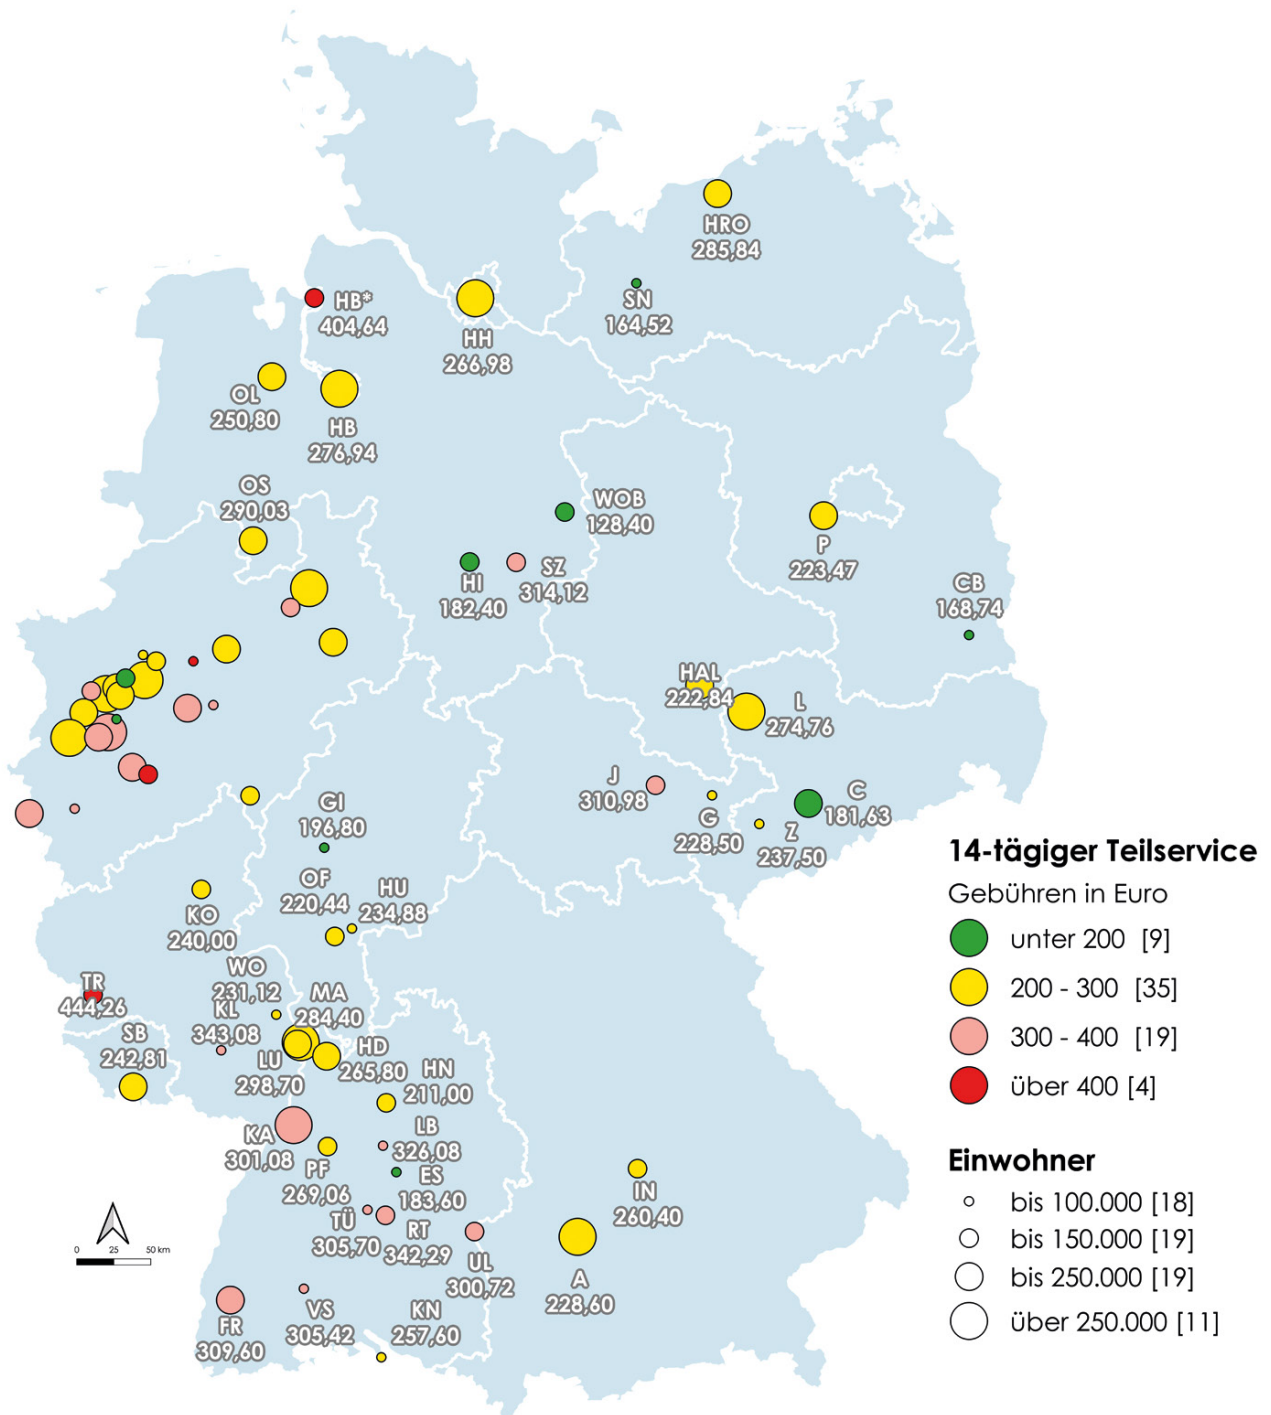 HRO
285,84
SN
164,52
HB*
404,64
HH
266,98
OL
250,80
HB
276,94
OS
290,03
WOB
128,40
P
223,47
HI
182,40
SZ
314,12
CB
168,74
HAL
222,84
L
274,76
J
310,98
G
228,50
Z
237,50
C
181,63
GI
196,80
OF
220,44
HU
234,88
KO
240,00
WO
231,12
MA
284,40
TR
444,26
KL
343,08
SB
242,81
LU
298,70
HD
265,80
HN
211,00
KA
301,08
LB
326,08
PF
269,06
ES
183,60
IN
260,40
TÜ
305,70
RT
342,29
UL
300,72
A
228,60
FR
309,60
VS
305,42
KN
257,60
0 25 50 km
14-tägiger Teilservice
Gebühren in Euro
unter 200 [9]
200 - 300 [35]
300 - 400 [19]
über 400 [4]
Einwohner
bis 100.000 [18]
bis 150.000 [19]
bis 250.000 [19]
über 250.000 [11]